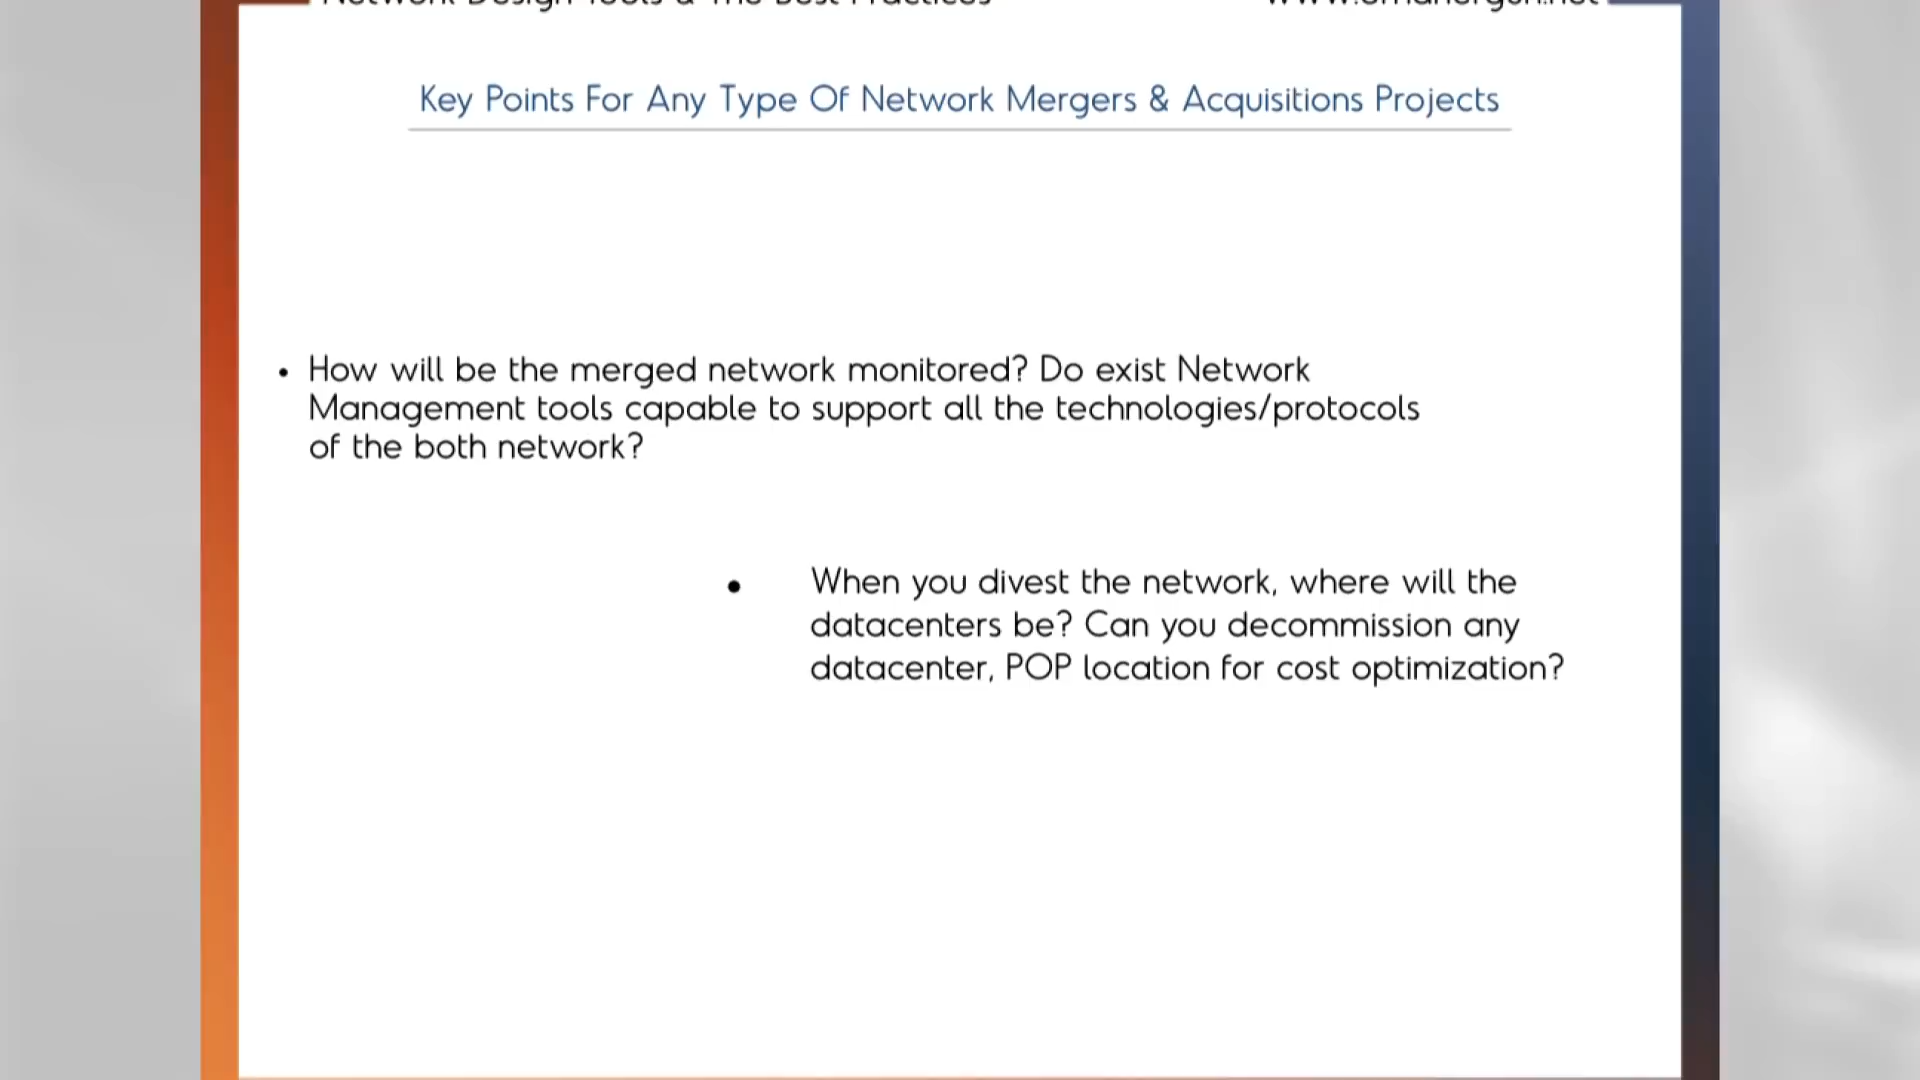 Network Design Tools & The Best Practices
Key Points For Any Type Of Network Mergers & Acquisitions Projects
• How will be the merged network monitored? Do exist Network
Management tools capable to support all the technologies/protocols
of the both network?
• When you divest the network, where will the
datacenters be? Can you decommission any
datacenter, POP location for cost optimization?